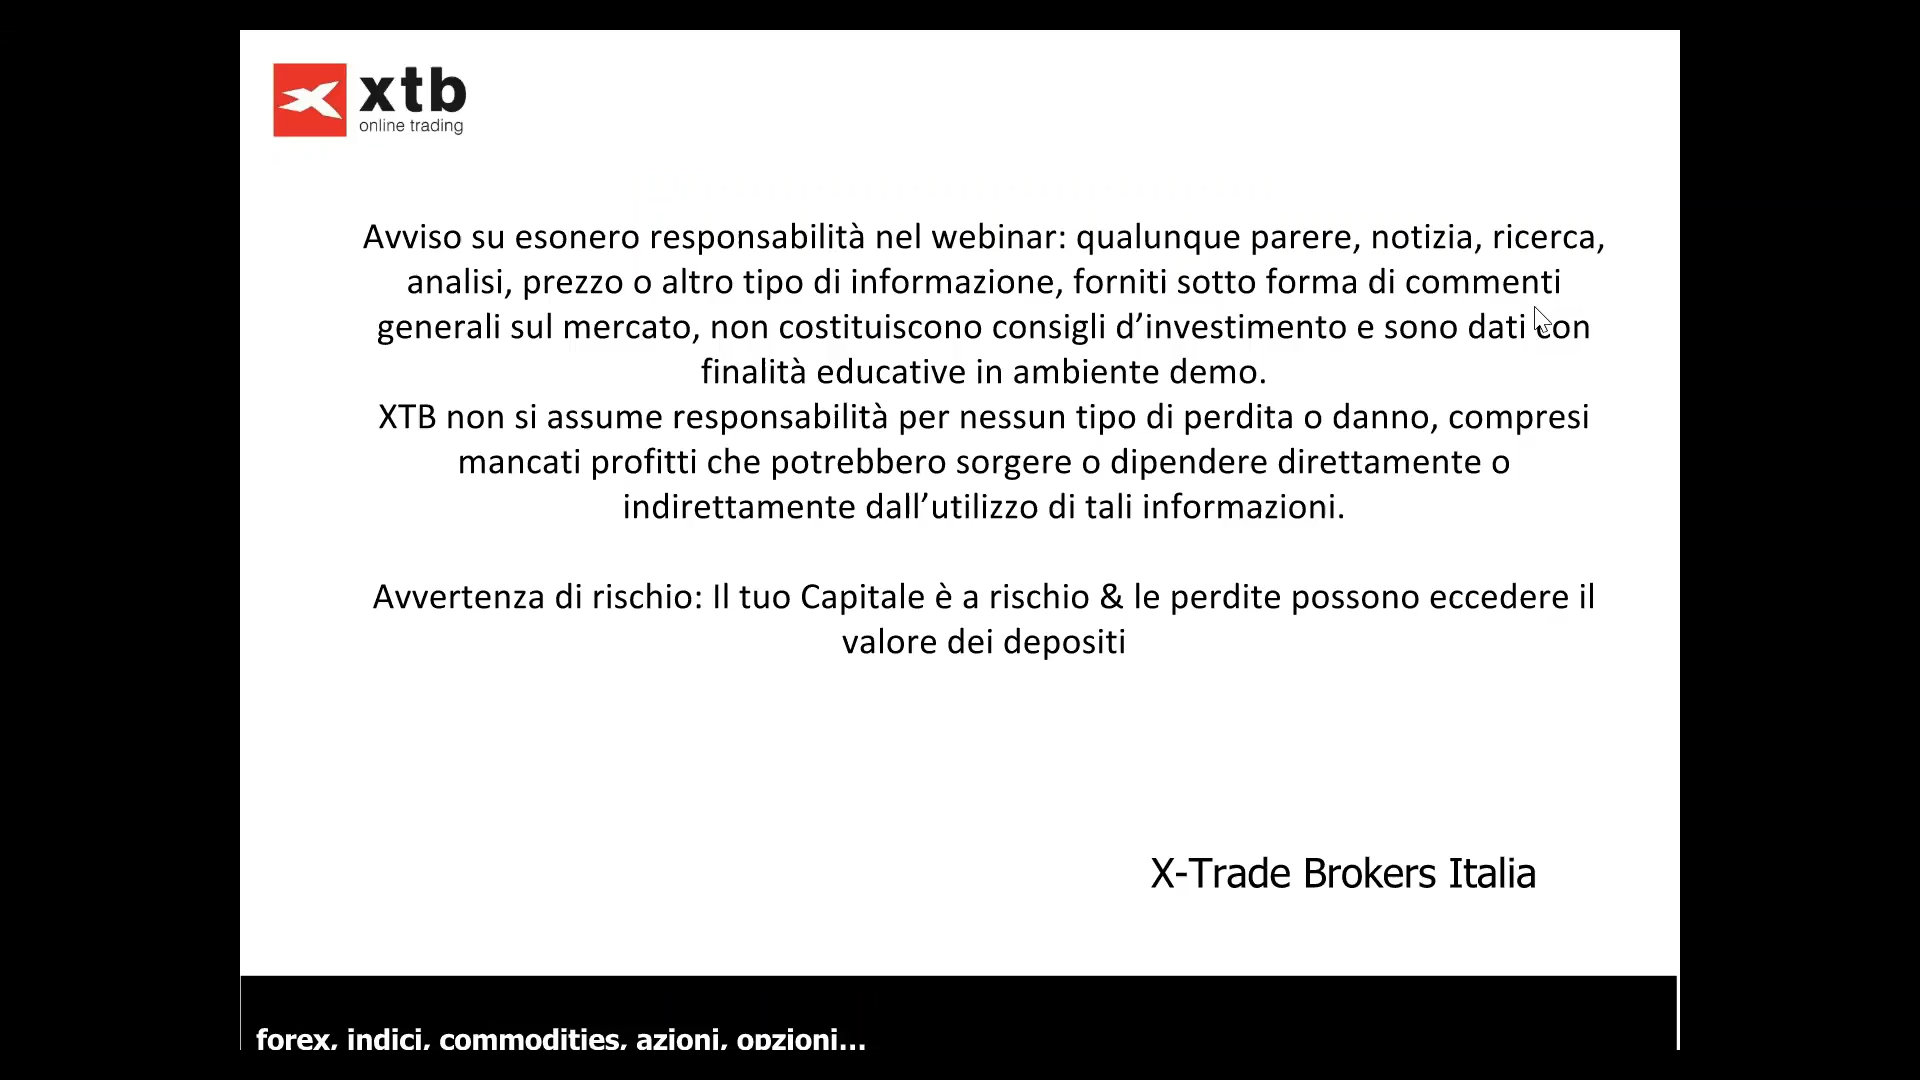 xtb
online trading
Avviso su esonero responsabilità nel webinar: qualunque parere, notizia, ricerca,
analisi, prezzo o altro tipo di informazione, forniti sotto forma di commenti
generali sul mercato, non costituiscono consigli d’investimento e sono dati con
finalità educative in ambiente demo.
XTB non si assume responsabilità per nessun tipo di perdita o danno, compresi
mancati profitti che potrebbero sorgere o dipendere direttamente o
indirettamente dall’utilizzo di tali informazioni.
Avvertenza di rischio: Il tuo Capitale è a rischio & le perdite possono eccedere il
valore dei depositi
X-Trade Brokers Italia
forex, indici, commodities, azioni, opzioni...